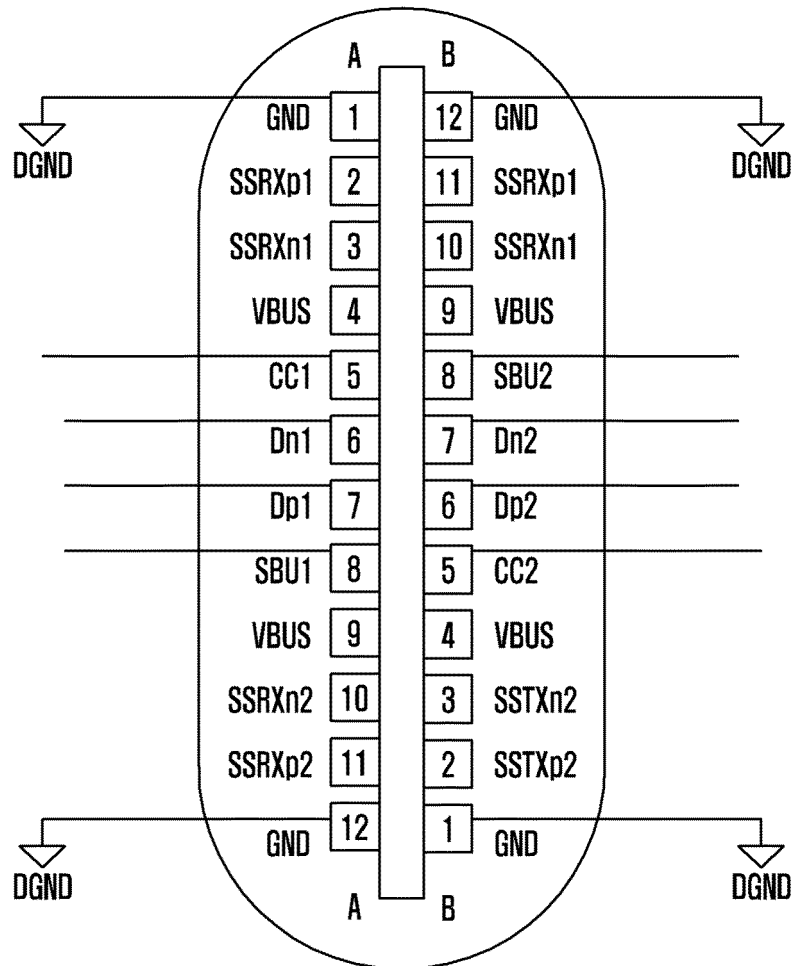 A B
GND 1 12 GND
DGND DGND
SSRXp1 2 11 SSRXp1
SSRXn1 3 10 SSRXn1
VBUS 4 9 VBUS
CC1 5 8 SBU2
Dn1 6 7 Dn2
Dp1 7 6 Dp2
SBU1 8 5 CC2
VBUS 9 4 VBUS
SSRXn2 10 3 SSTXn2
SSRXp2 11 2 SSTXp2
GND 12 1 GND
DGND DGND
A B